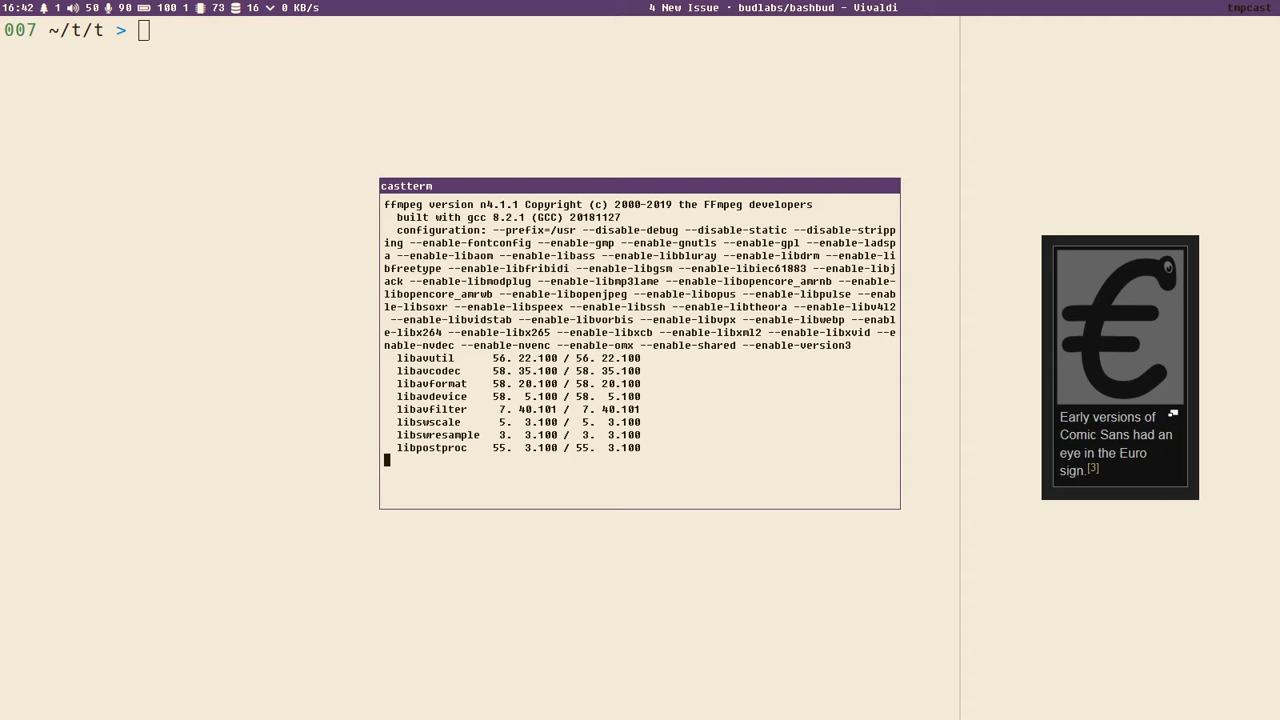 16:42 1 50 90 100 1 73 16 0 KB/s 4 New Issue · budlabs/bashbud - Vivaldi tmpcast
007 ~/t/t >
castterm
ffmpeg version n4.1.1 Copyright (c) 2000-2019 the FFmpeg developers
built with gcc 8.2.1 (GCC) 20181127
configuration: --prefix=/usr --disable-debug --disable-static --disable-stripp
ing --enable-fontconfig --enable-gmp --enable-gnutls --enable-gpl --enable-ladsp
a --enable-libaom --enable-libass --enable-libbluray --enable-libdrm --enable-li
bfreetype --enable-libfribidi --enable-libgsm --enable-libiec61883 --enable-libj
ack --enable-libmodplug --enable-libmp3lame --enable-libopencore_amrnb --enable-
libopencore_amrwb --enable-libopenjpeg --enable-libopus --enable-libpulse --enab
le-libsoxr --enable-libspeex --enable-libssh --enable-libtheora --enable-libv4l2
--enable-libvidstab --enable-libvorbis --enable-libvpx --enable-libwebp --enabl
e-libx264 --enable-libx265 --enable-libxcb --enable-libxml2 --enable-libxvid --e
nable-nvdec --enable-nvenc --enable-omx --enable-shared --enable-version3
libavutil 56. 22.100 / 56. 22.100
libavcodec 58. 35.100 / 58. 35.100
libavformat 58. 20.100 / 58. 20.100
libavdevice 58. 5.100 / 58. 5.100
libavfilter 7. 40.101 / 7. 40.101
libswscale 5. 3.100 / 5. 3.100
libswresample 3. 3.100 / 3. 3.100
libpostproc 55. 3.100 / 55. 3.100
€
Early versions of
Comic Sans had an
eye in the Euro
sign.[3]